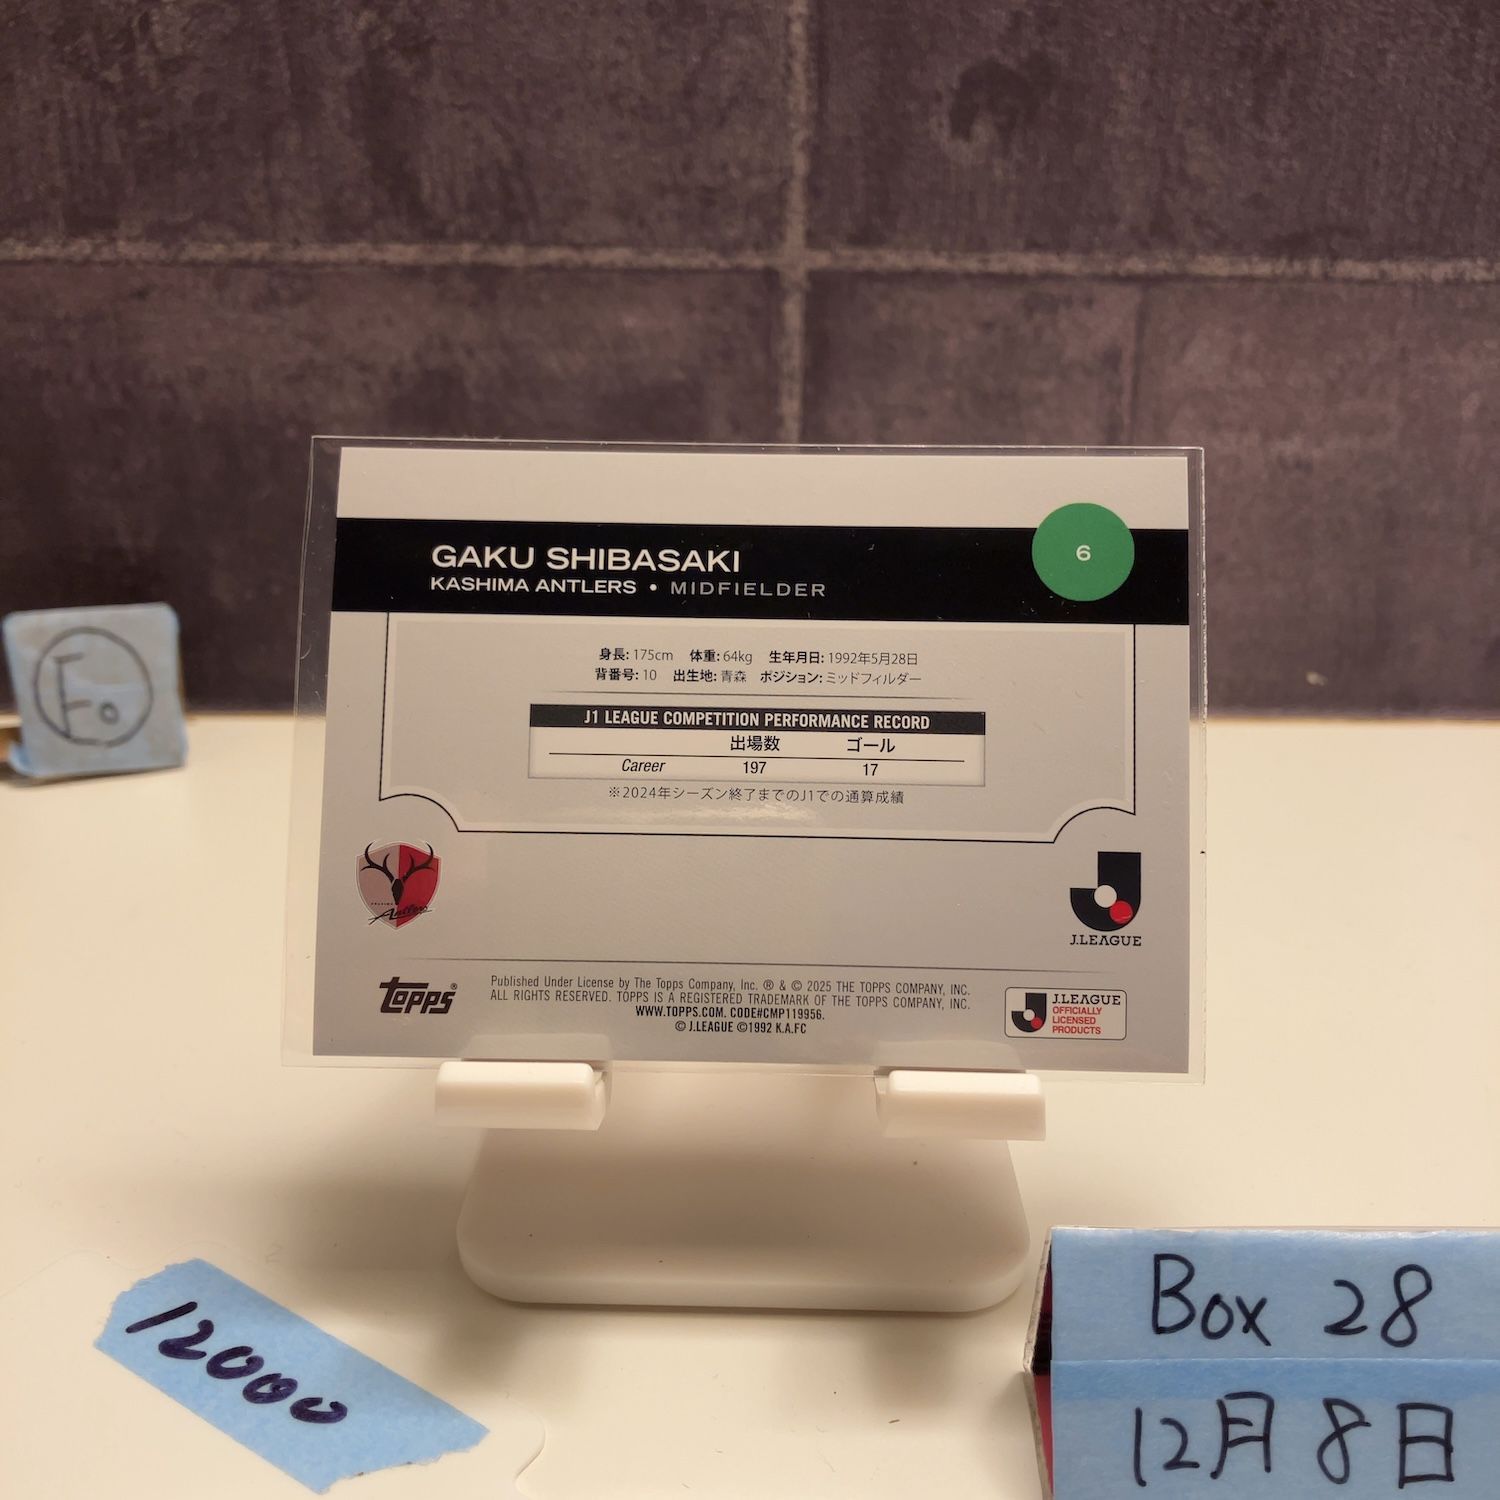 GAKU SHIBASAKI
KASHIMA ANTLERS • MIDFIELDER
6
身長: 175cm 体重: 64kg 生年月日: 1992年5月28日
背番号: 10 出生地: 青森 ポジション: ミッドフィルダー
J1 LEAGUE COMPETITION PERFORMANCE RECORD
出場数 ゴール
Career 197 17
※2024年シーズン終了までのJ1での通算成績
Antlers
J.LEAGUE
topps®
Published Under License by The Topps Company, Inc. ® & © 2025 THE TOPPS COMPANY, INC.
ALL RIGHTS RESERVED. TOPPS IS A REGISTERED TRADEMARK OF THE TOPPS COMPANY, INC.
WWW.TOPPS.COM. CODE#CMP119956.
© J.LEAGUE ©1992 K.A.FC
J.LEAGUE
OFFICIALLY
LICENSED
PRODUCTS
12000
Box 28
12月8日